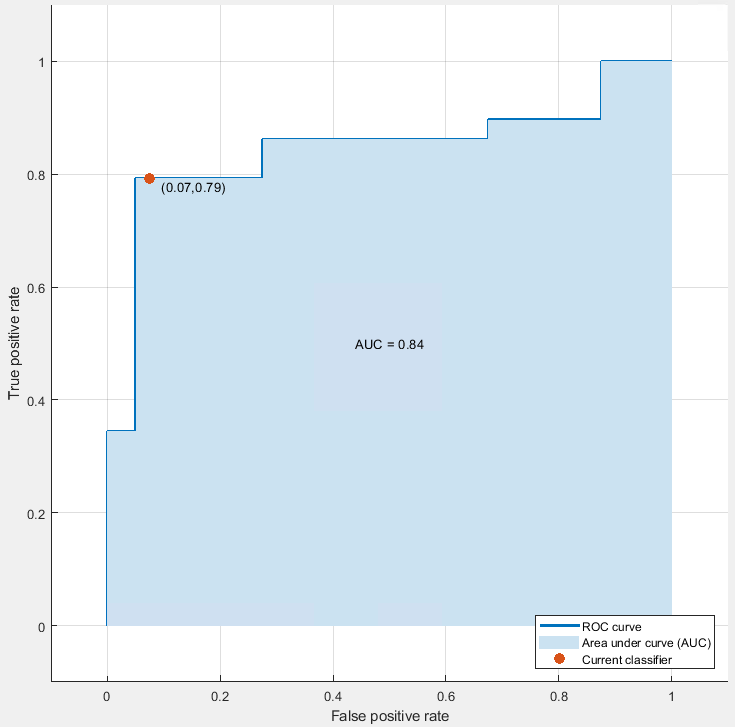 1
0.8
(0.07,0.79)
0.6
AUC = 0.84
True positive rate
0.4
0.2
0
ROC curve
Area under curve (AUC)
Current classifier
0 0.2 0.4 0.6 0.8 1
False positive rate